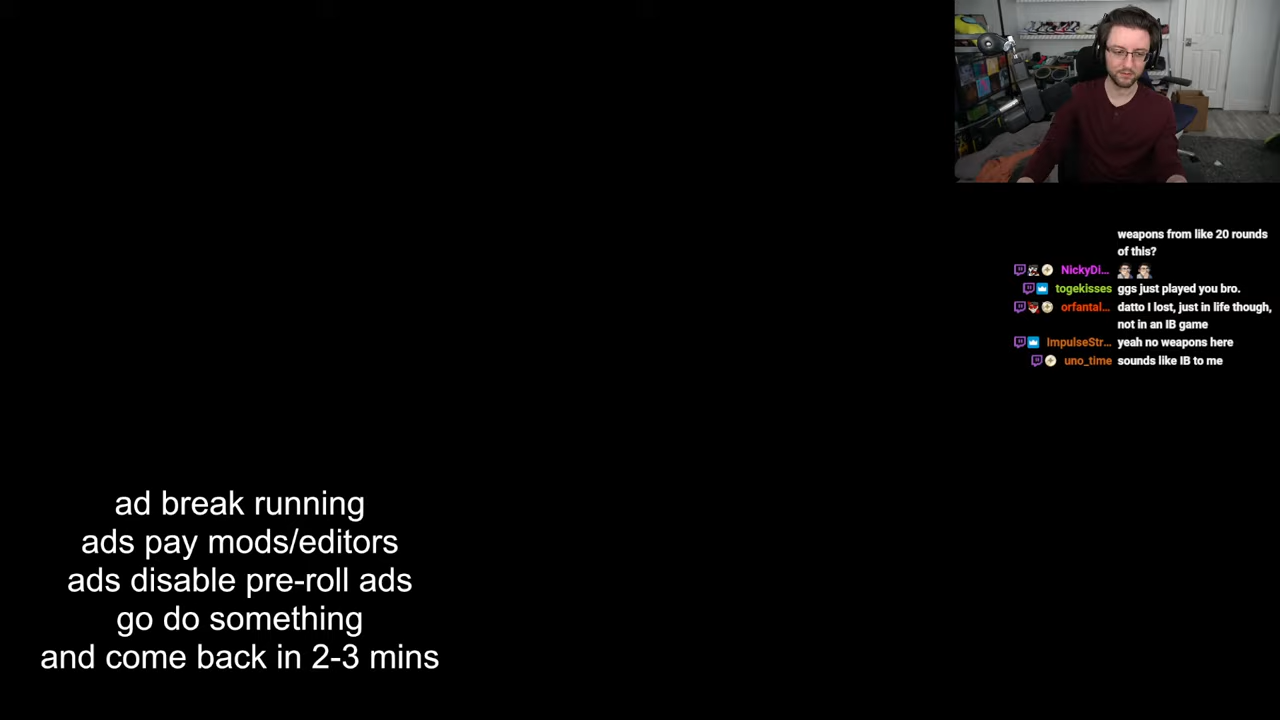 weapons from like 20 rounds
of this?
NickyDi...
togekisses ggs just played you bro.
orfantal... datto I lost, just in life though,
not in an IB game
ImpulseStr... yeah no weapons here
uno_time sounds like IB to me
ad break running
ads pay mods/editors
ads disable pre-roll ads
go do something
and come back in 2-3 mins